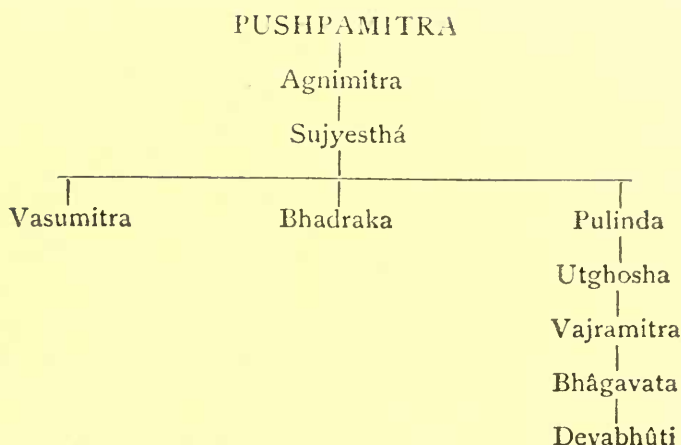 PUSHPAMITRA
Agnimitra
Sujyesthá
Vasumitra Bhadraka Pulinda
Utghosha
Vajramitra
Bhâgavata
Devabhûti